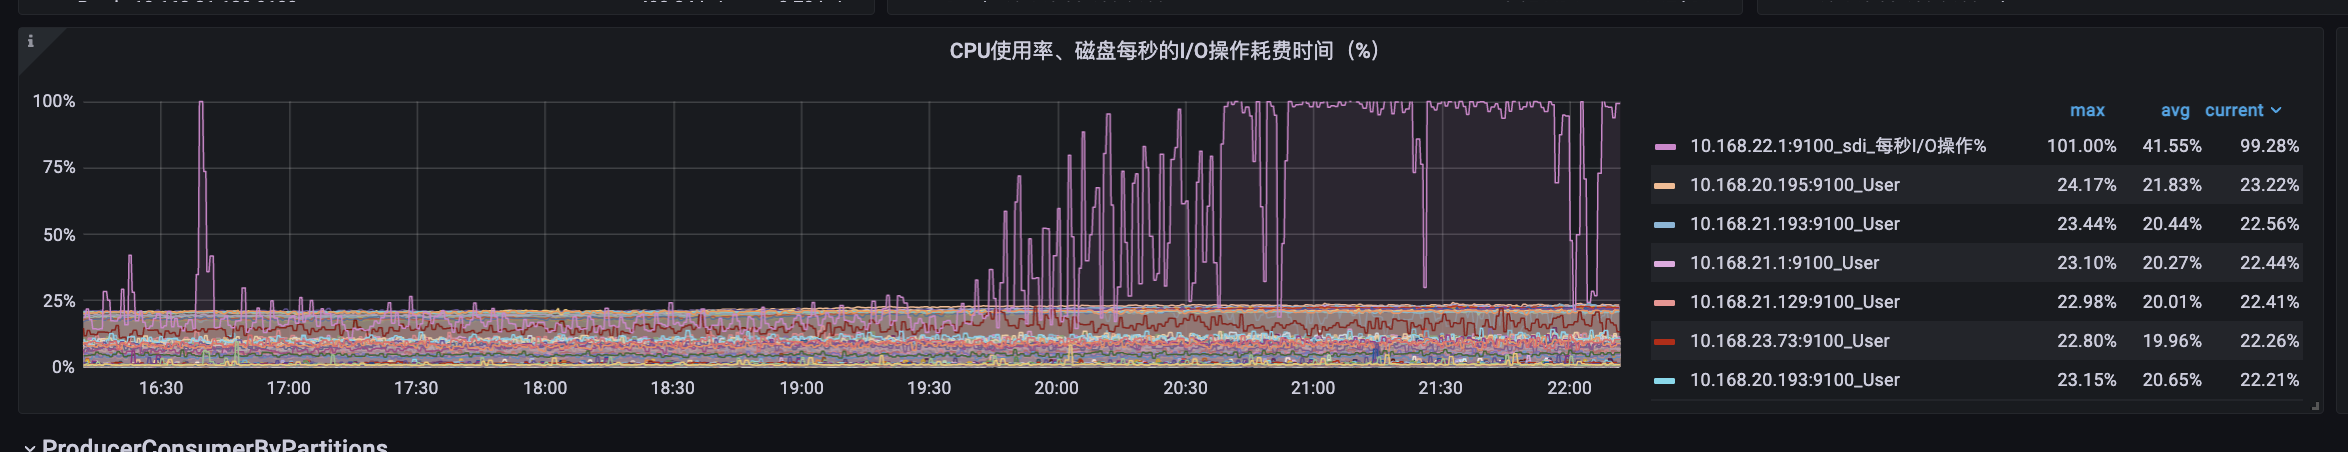 CPU使用率、磁盘每秒的I/O操作耗费时间（%）
100%
75%
50%
25%
0%
16:30 17:00 17:30 18:00 18:30 19:00 19:30 20:00 20:30 21:00 21:30 22:00
max avg current
10.168.22.1:9100_sdi_每秒I/O操作% 101.00% 41.55% 99.28%
10.168.20.195:9100_User 24.17% 21.83% 23.22%
10.168.21.193:9100_User 23.44% 20.44% 22.56%
10.168.21.1:9100_User 23.10% 20.27% 22.44%
10.168.21.129:9100_User 22.98% 20.01% 22.41%
10.168.23.73:9100_User 22.80% 19.96% 22.26%
10.168.20.193:9100_User 23.15% 20.65% 22.21%
ProducerConsumerByPartitions